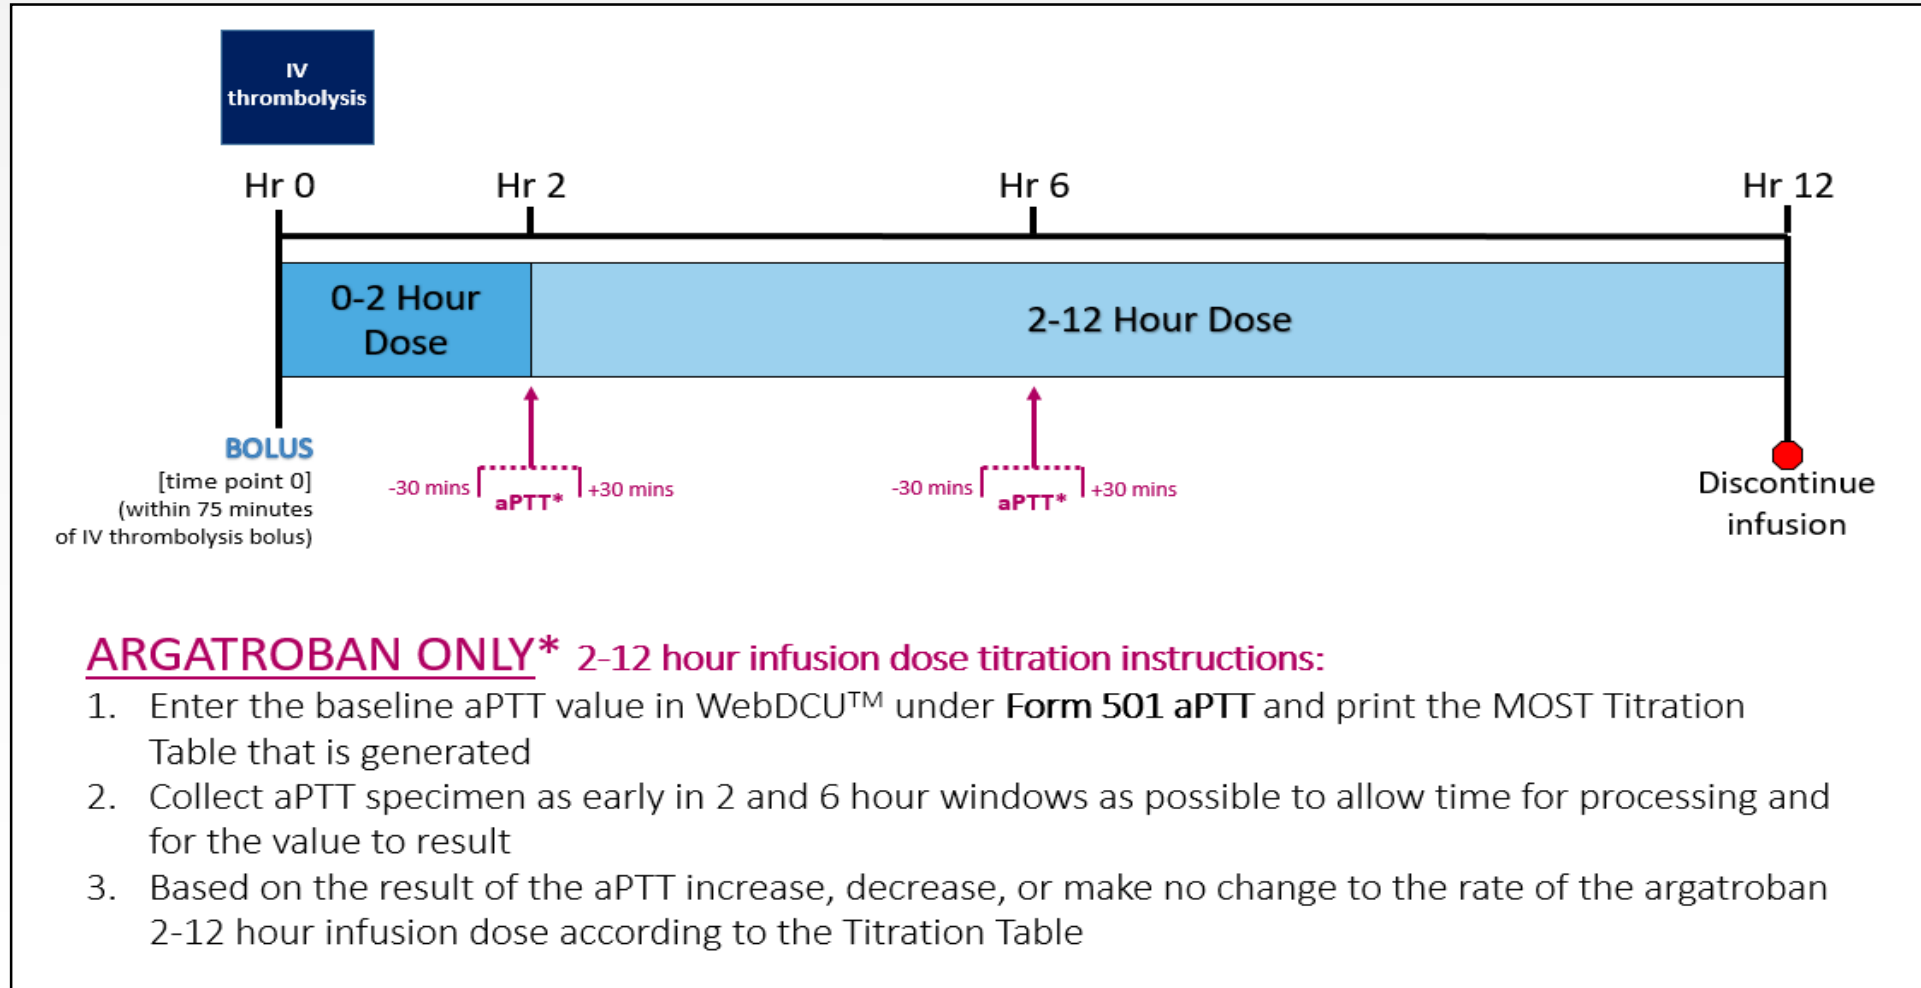 IV
thrombolysis
Hr 0 Hr 2 Hr 6 Hr 12
0-2 Hour
Dose
2-12 Hour Dose
BOLUS
[time point 0]
(within 75 minutes
of IV thrombolysis bolus)
-30 mins aPTT* +30 mins
-30 mins aPTT* +30 mins
Discontinue
infusion
ARGATROBAN ONLY* 2-12 hour infusion dose titration instructions:
1. Enter the baseline aPTT value in WebDCU™ under Form 501 aPTT and print the MOST Titration
Table that is generated
2. Collect aPTT specimen as early in 2 and 6 hour windows as possible to allow time for processing and
for the value to result
3. Based on the result of the aPTT increase, decrease, or make no change to the rate of the argatroban
2-12 hour infusion dose according to the Titration Table